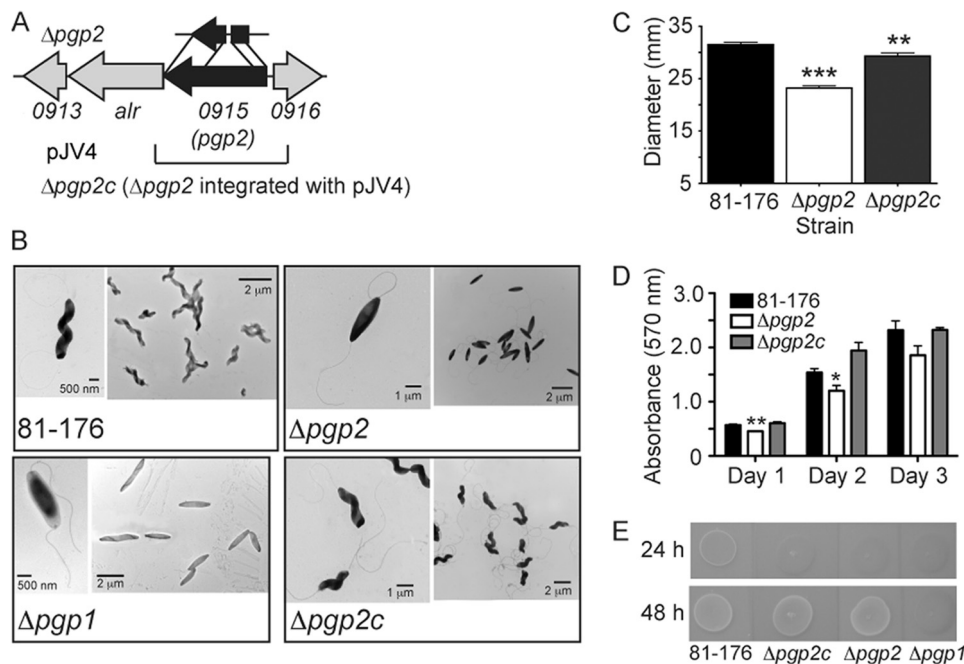 A
Δpgp2
0913 alr 0915 0916
(pgp2)
pJV4
Δpgp2c (Δpgp2 integrated with pJV4)
B
500 nm
2 μm
81-176
1 μm
2 μm
Δpgp2
500 nm
2 μm
Δpgp1
1 μm
2 μm
Δpgp2c
C
Diameter (mm)
35
25
15
5
***
**
81-176 Δpgp2 Δpgp2c
Strain
D
Absorbance (570 nm)
3.0
2.0
1.0
0
81-176
Δpgp2
Δpgp2c
**
*
Day 1 Day 2 Day 3
E
24 h
48 h
81-176 Δpgp2c Δpgp2 Δpgp1